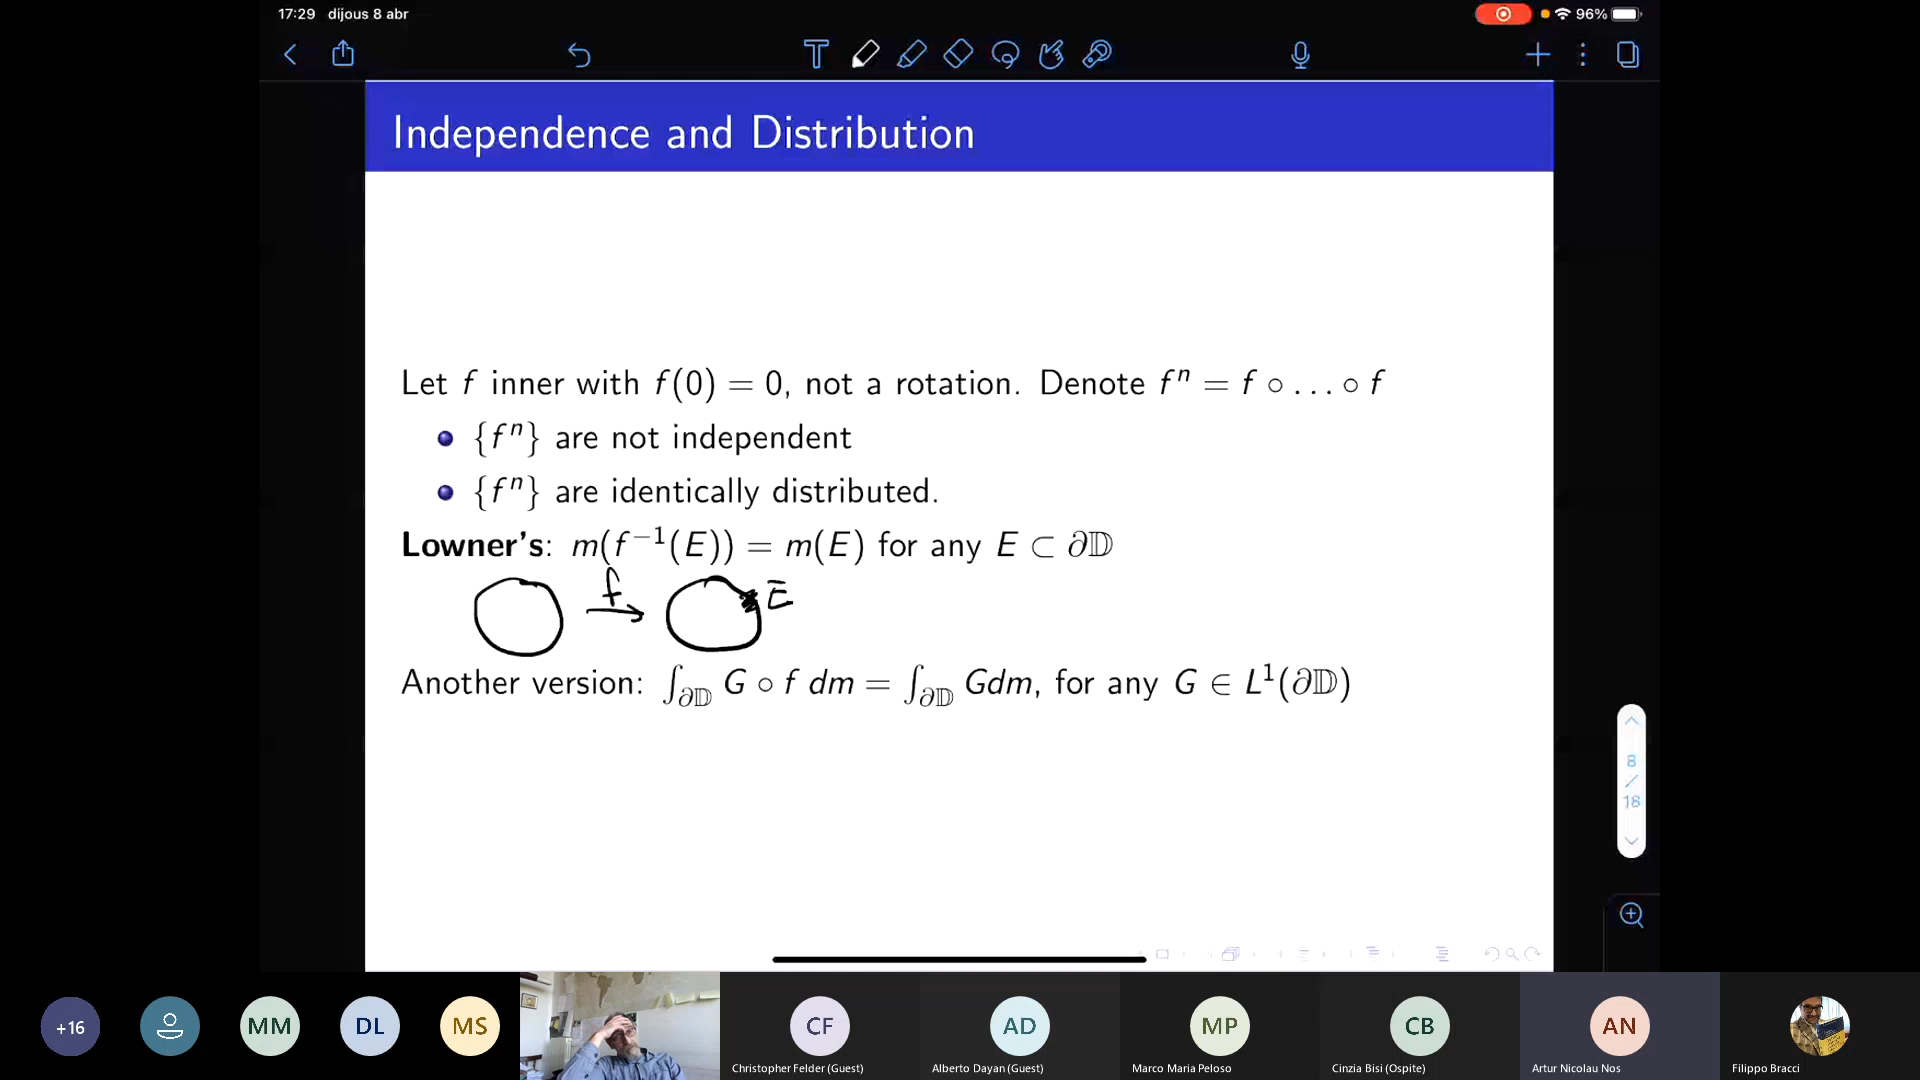 17:29 dijous 8 abr
96%
Independence and Distribution
Let f inner with f(0) = 0, not a rotation. Denote fⁿ = f ∘ … ∘ f
{fⁿ} are not independent
{fⁿ} are identically distributed.
Lowner's: m(f⁻¹(E)) = m(E) for any E ⊂ ∂𝔻
f
E
Another version: ∫∂𝔻 G ∘ f dm = ∫∂𝔻 Gdm, for any G ∈ L¹(∂𝔻)
8
/
18
+16
MM
DL
MS
CF
AD
MP
CB
AN
Christopher Felder (Guest)
Alberto Dayan (Guest)
Marco Maria Peloso
Cinzia Bisi (Ospite)
Artur Nicolau Nos
Filippo Bracci